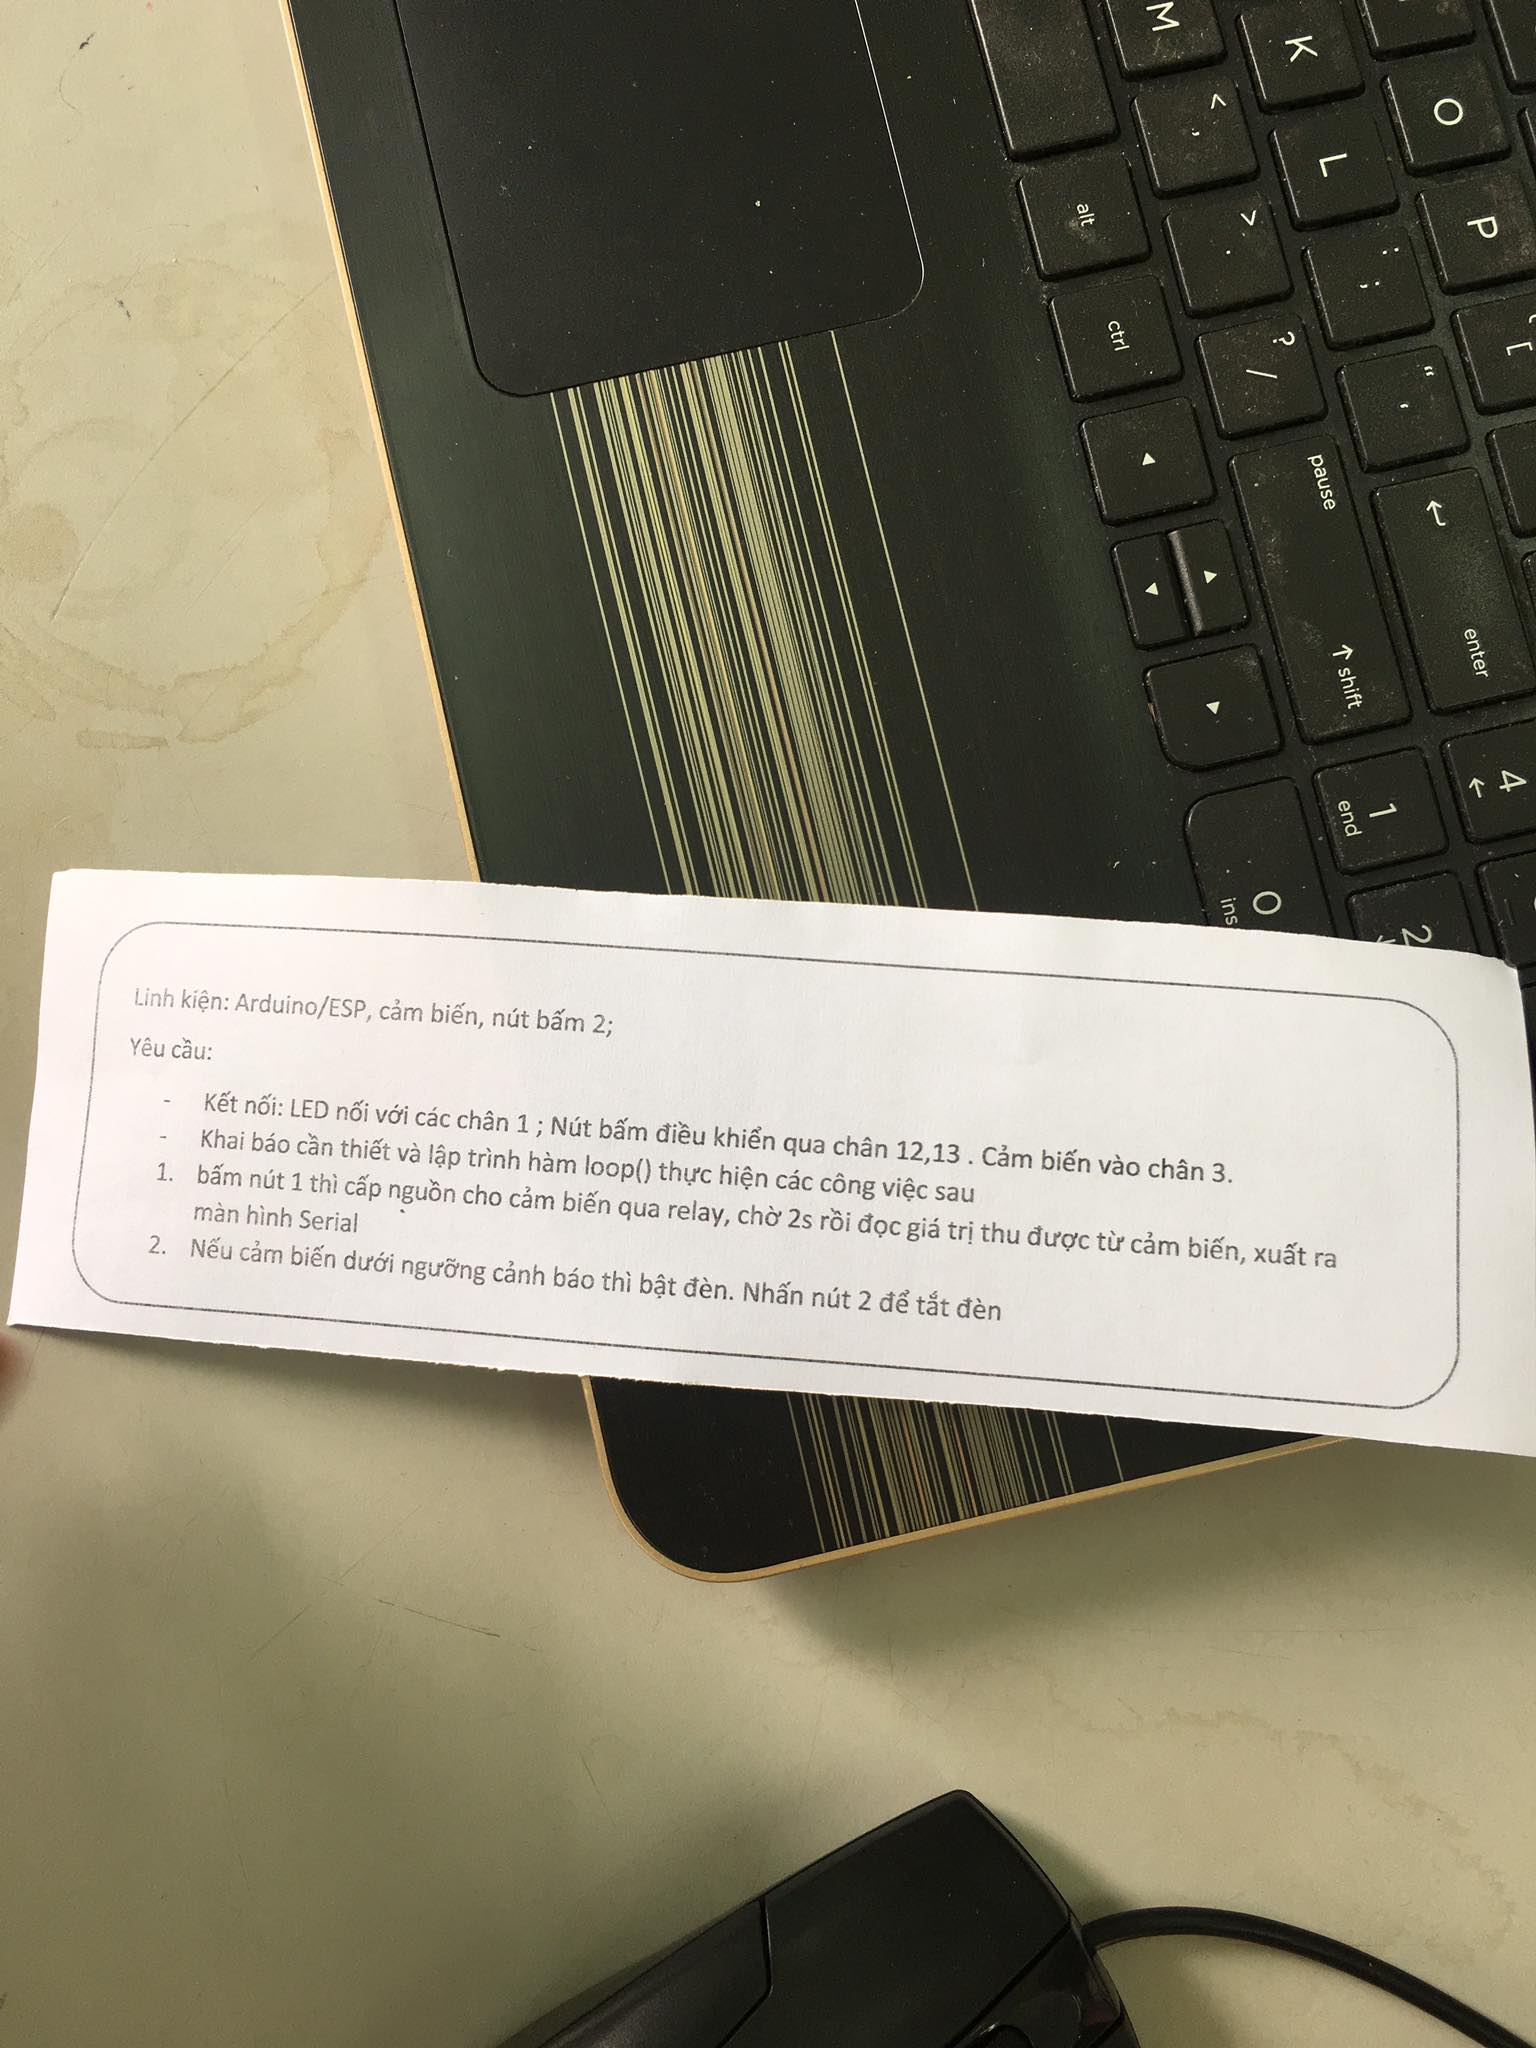 Linh kiện: Arduino/ESP, cảm biến, nút bấm 2;
Yêu cầu:
- Kết nối: LED nối với các chân 1 ; Nút bấm điều khiển qua chân 12,13 . Cảm biến vào chân 3.
- Khai báo cần thiết và lập trình hàm loop() thực hiện các công việc sau
1. bấm nút 1 thì cấp nguồn cho cảm biến qua relay, chờ 2s rồi đọc giá trị thu được từ cảm biến, xuất ra
màn hình Serial
2. Nếu cảm biến dưới ngưỡng cảnh báo thì bật đèn. Nhấn nút 2 để tắt đèn
M
K
O
< ,
L
P
alt
> .
: ;
[
ctrl
? /
" '
pause
↑ shift
enter
1
end
4
←
0
ins
2